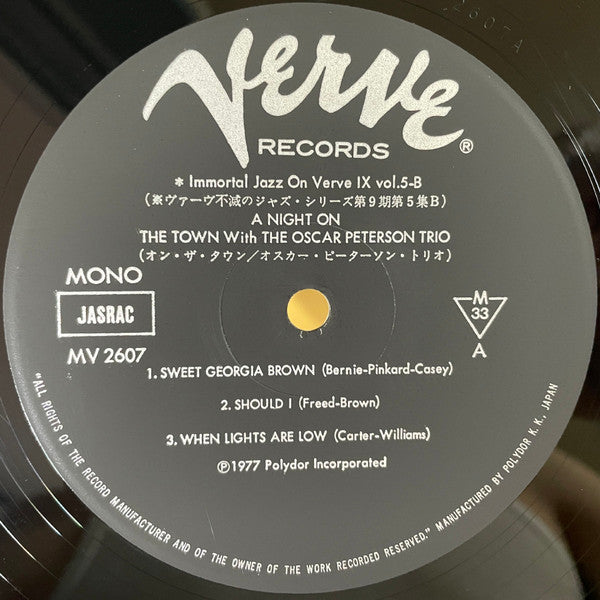 2607A
Verve
RECORDS ®
* Immortal Jazz On Verve IX vol.5-B
(※ヴァーヴ不滅のジャズ・シリーズ第9期第5集B)
A NIGHT ON
THE TOWN With THE OSCAR PETERSON TRIO
(オン・ザ・タウン/オスカー・ピーターソン・トリオ)
MONO
JASRAC
MV 2607
M
33
A
1. SWEET GEORGIA BROWN (Bernie-Pinkard-Casey)
2. SHOULD I (Freed-Brown)
3. WHEN LIGHTS ARE LOW (Carter-Williams)
Ⓟ1977 Polydor Incorporated
"ALL RIGHTS OF THE RECORD MANUFACTURER AND OF THE OWNER OF THE WORK RECORDED RESERVED." MANUFACTURED BY POLYDOR K. K., JAPAN